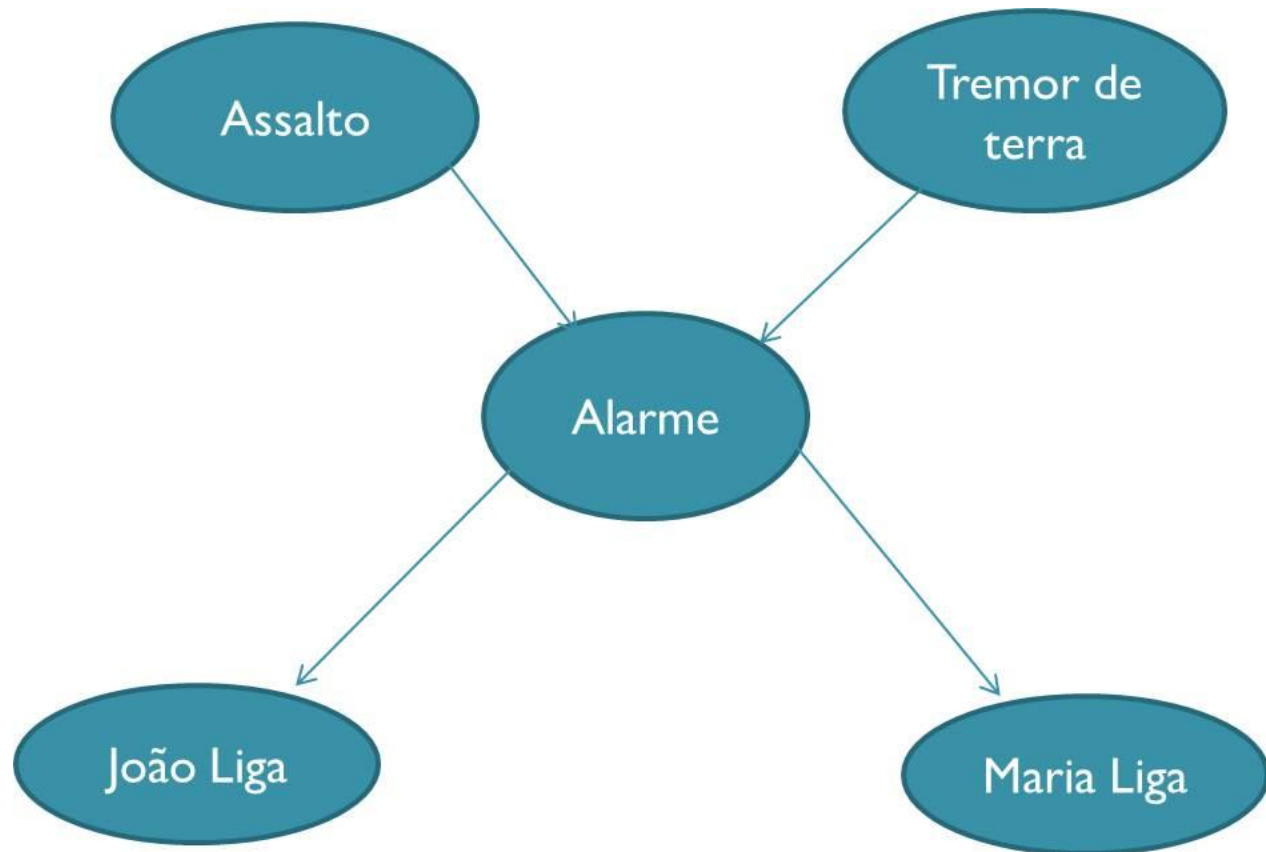 Assalto
Tremor de
terra
Alarme
João Liga
Maria Liga